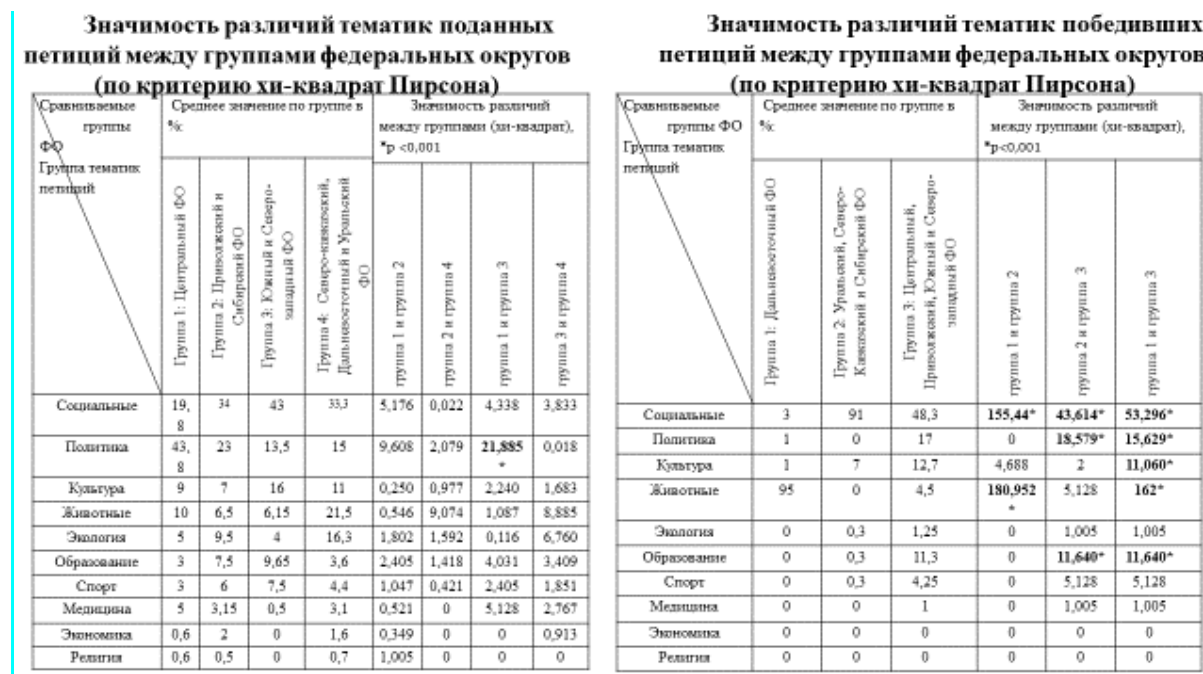 Значимость различий тематик поданных
петиций между группами федеральных округов
(по критерию хи-квадрат Пирсона)
Сравниваемые группы ФО
Группа тематик петиций
Среднее значение по группе в %:
Значимость различий между группами (хи-квадрат), *p <0,001
Группа 1: Центральный ФО
Группа 2: Приволжский и Сибирский ФО
Группа 3: Южный и Северо-западный ФО
Группа 4: Северо-кавказский, Дальневосточный и Уральский ФО
группа 1 и группа 2
группа 2 и группа 4
группа 1 и группа 3
группа 3 и группа 4
Социальные 19,8 34 43 33,3 5,176 0,022 4,338 3,833
Политика 43,8 23 13,5 15 9,608 2,079 21,885* 0,018
Культура 9 7 16 11 0,250 0,977 2,240 1,683
Животные 10 6,5 6,15 21,5 0,546 9,074 1,087 8,885
Экология 5 9,5 4 16,3 1,802 1,592 0,116 6,760
Образование 3 7,5 9,65 3,6 2,405 1,418 4,031 3,409
Спорт 3 6 7,5 4,4 1,047 0,421 2,405 1,851
Медицина 5 3,15 0,5 3,1 0,521 0 5,128 2,767
Экономика 0,6 2 0 1,6 0,349 0 0 0,913
Религия 0,6 0,5 0 0,7 1,005 0 0 0
Значимость различий тематик победивших
петиций между группами федеральных округов
(по критерию хи-квадрат Пирсона)
Сравниваемые группы ФО
Группа тематик петиций
Среднее значение по группе в %:
Значимость различий между группами (хи-квадрат), *p<0,001
Группа 1: Дальневосточный ФО
Группа 2: Уральский, Северо-Кавказский и Сибирский ФО
Группа 3: Центральный, Приволжский, Южный и Северо-западный ФО
группа 1 и группа 2
группа 2 и группа 3
группа 1 и группа 3
Социальные 3 91 48,3 155,44* 43,614* 53,296*
Политика 1 0 17 0 18,579* 15,629*
Культура 1 7 12,7 4,688 2 11,060*
Животные 95 0 4,5 180,952* 5,128 162*
Экология 0 0,3 1,25 0 1,005 1,005
Образование 0 0,3 11,3 0 11,640* 11,640*
Спорт 0 0,3 4,25 0 5,128 5,128
Медицина 0 0 1 0 1,005 1,005
Экономика 0 0 0 0 0 0
Религия 0 0 0 0 0 0